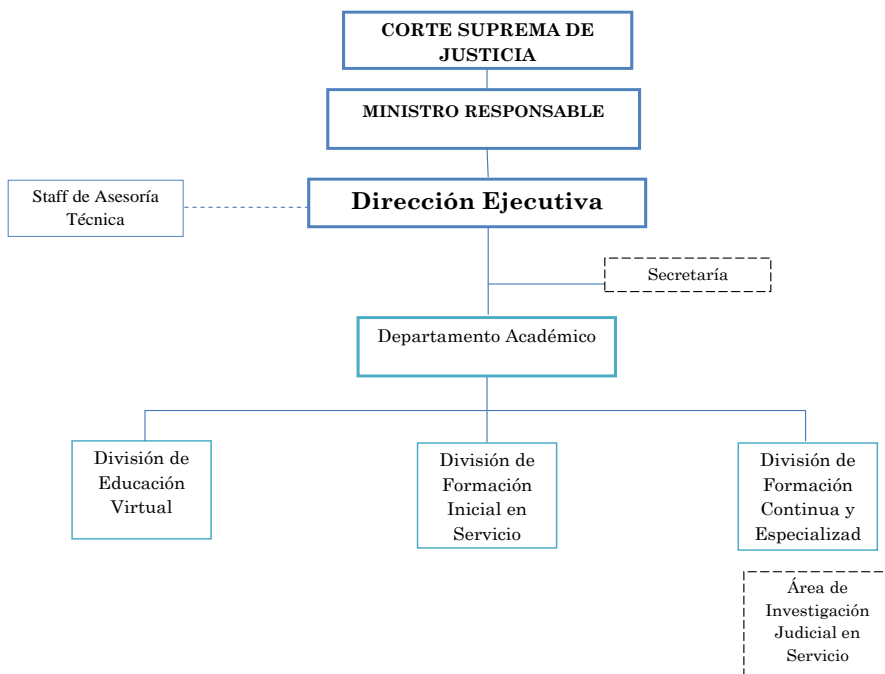 CORTE SUPREMA DE
JUSTICIA
MINISTRO RESPONSABLE
Staff de Asesoría
Técnica
Dirección Ejecutiva
Secretaría
Departamento Académico
División de
Educación
Virtual
División de
Formación
Inicial en
Servicio
División de
Formación
Continua y
Especializad
Área de
Investigación
Judicial en
Servicio